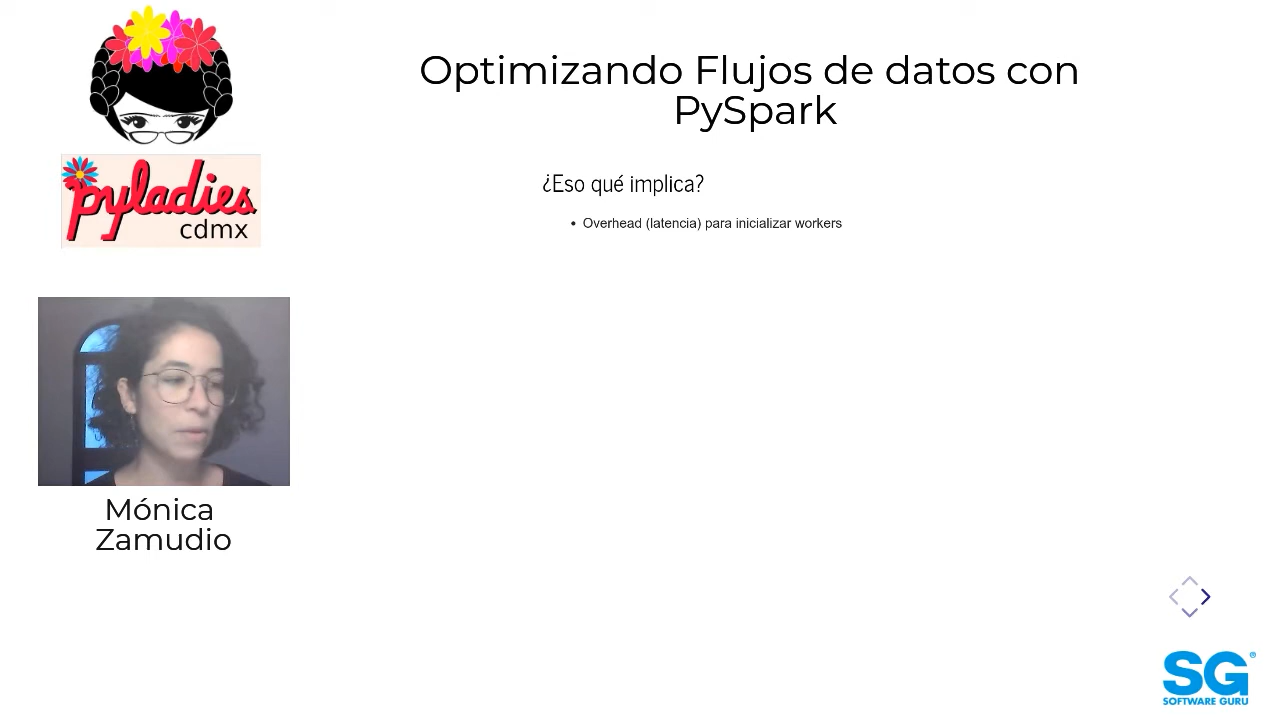 Optimizando Flujos de datos con
PySpark
pyladies
cdmx
¿Eso qué implica?
• Overhead (latencia) para inicializar workers
Mónica
Zamudio
SG®
SOFTWARE GURU